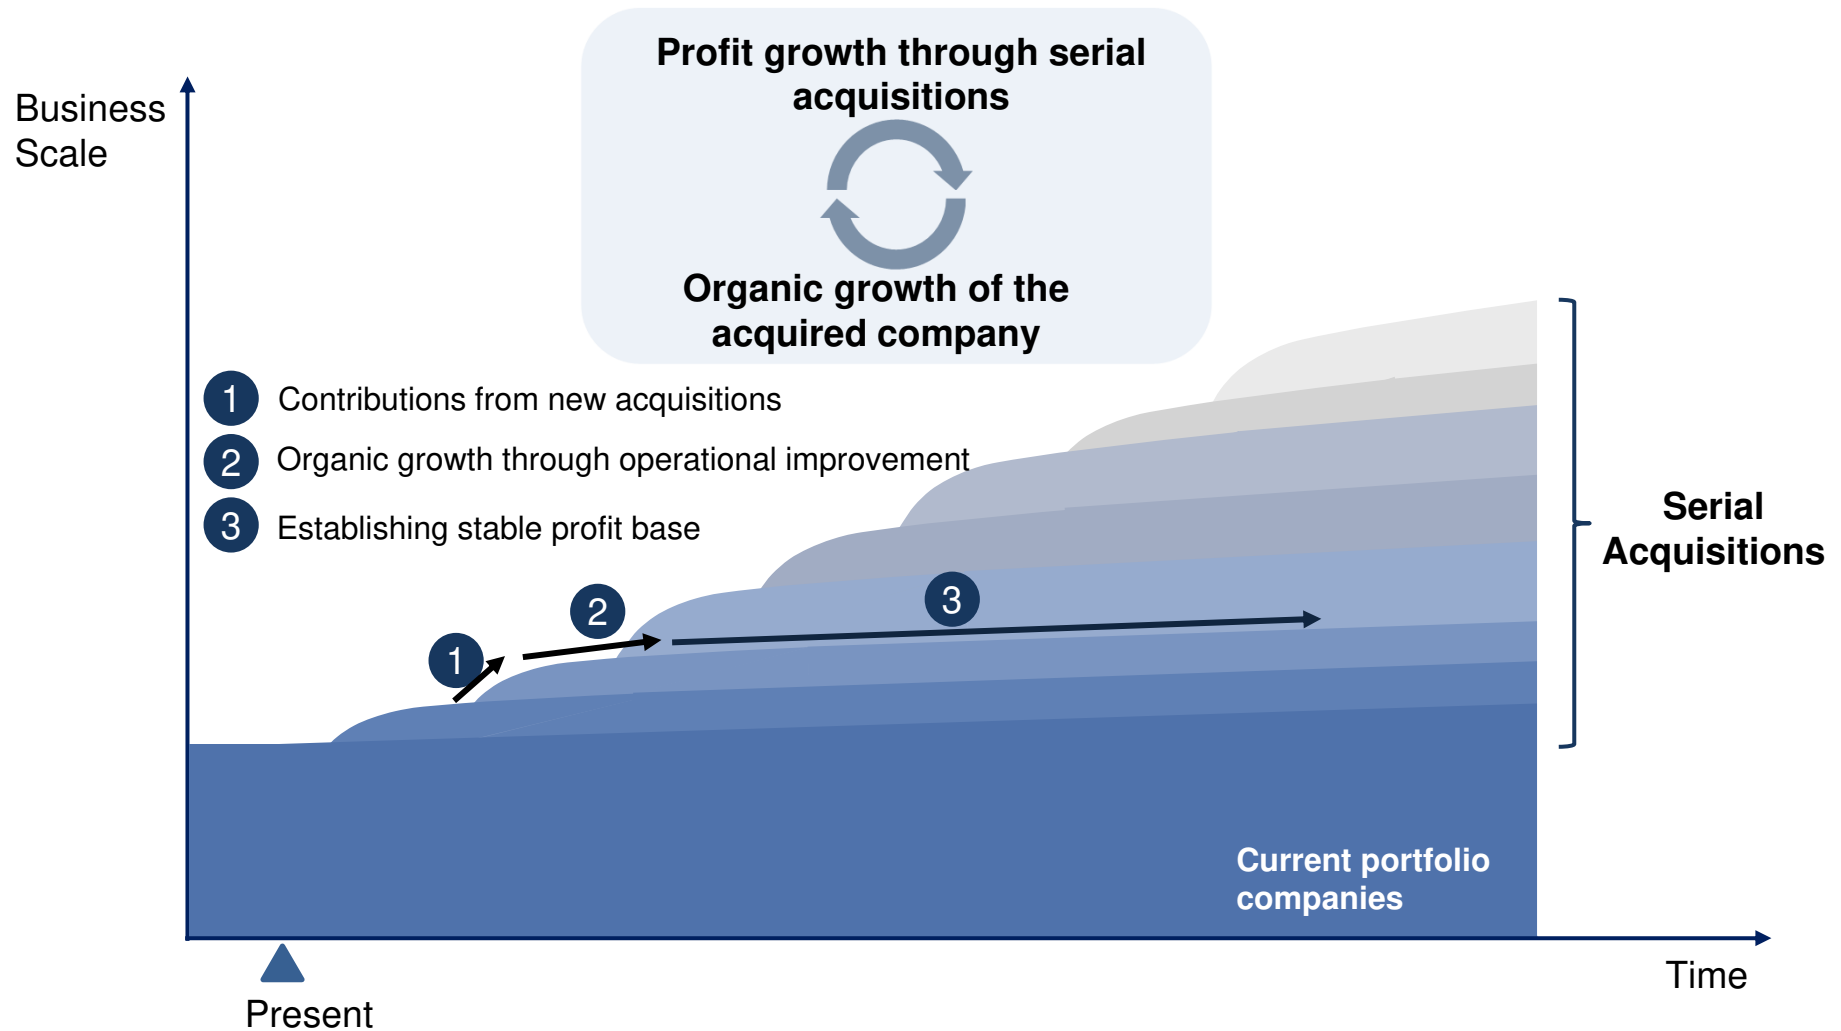 Profit growth through serial
acquisitions
Organic growth of the
acquired company
Business
Scale
1 Contributions from new acquisitions
2 Organic growth through operational improvement
3 Establishing stable profit base
1
2
3
Serial
Acquisitions
Current portfolio
companies
Time
Present